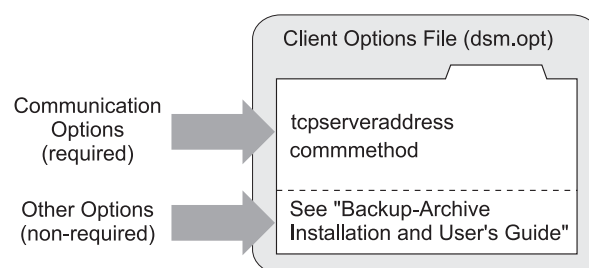 Client Options File (dsm.opt)
Communication
Options
(required)
tcpserveraddress
commmethod
Other Options
(non-required)
See "Backup-Archive
Installation and User's Guide"